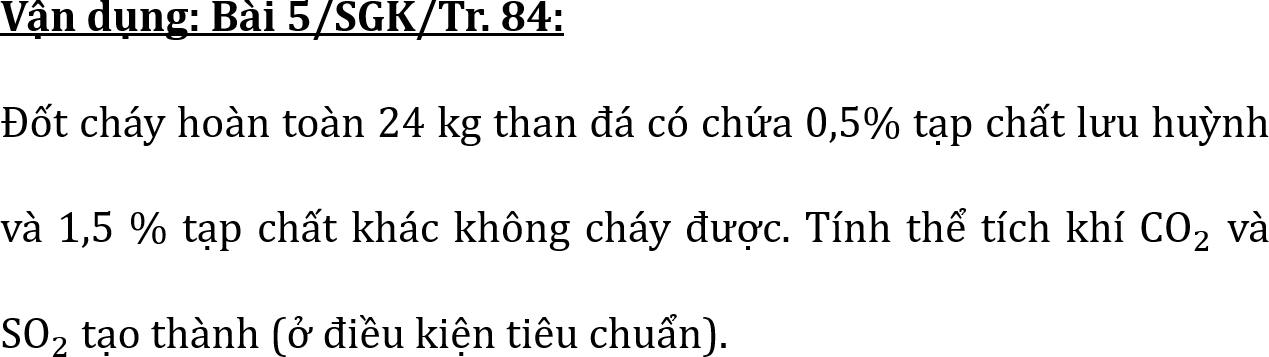 Vận dụng: Bài 5/SGK/Tr. 84:
Đốt cháy hoàn toàn 24 kg than đá có chứa 0,5% tạp chất lưu huỳnh
và 1,5 % tạp chất khác không cháy được. Tính thể tích khí CO₂ và
SO₂ tạo thành (ở điều kiện tiêu chuẩn).